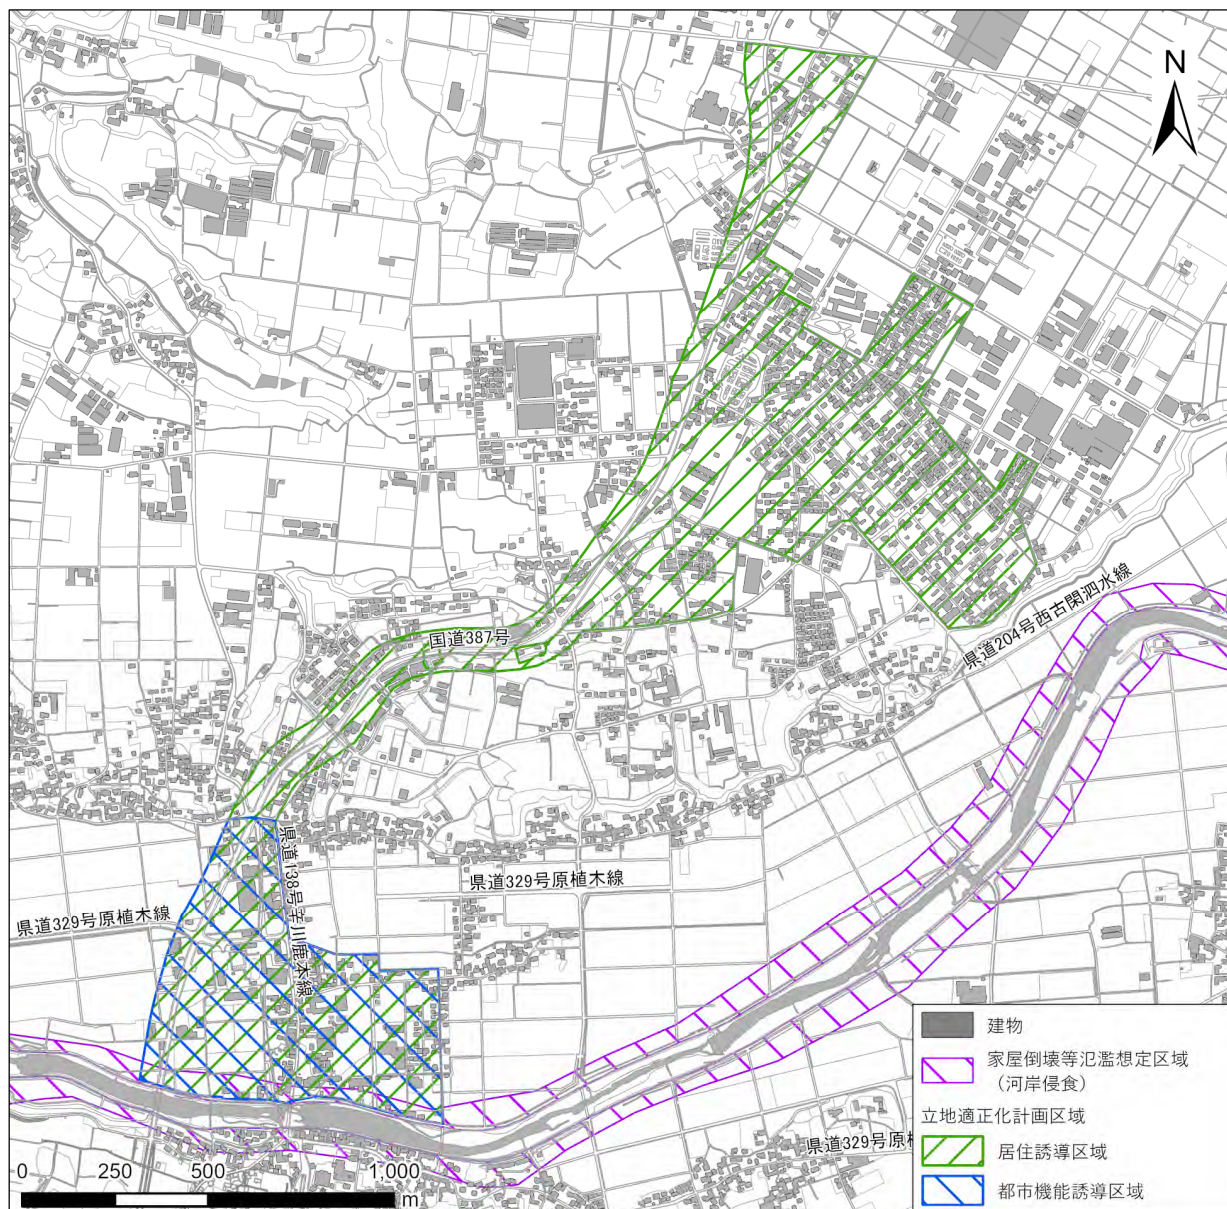 N
国道387号
県道204号西古閑泗水線
県道138号辛川鹿本線
県道329号原植木線
県道329号原植木線
県道329号原植
0 250 500 1,000
m
建物
家屋倒壊等氾濫想定区域
（河岸侵食）
立地適正化計画区域
居住誘導区域
都市機能誘導区域